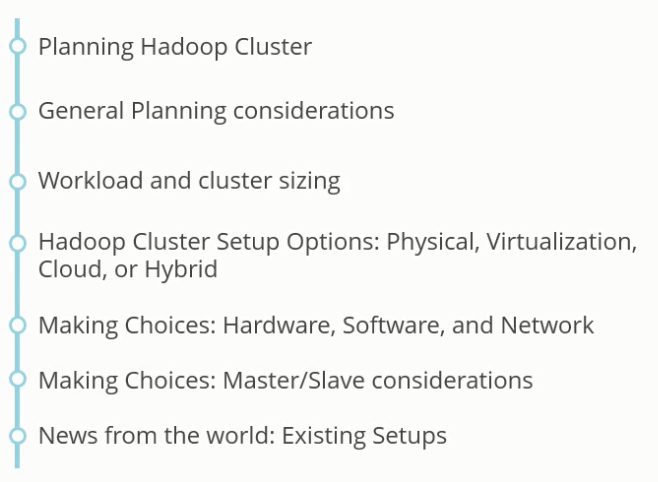 Planning Hadoop Cluster
General Planning considerations
Workload and cluster sizing
Hadoop Cluster Setup Options: Physical, Virtualization,
Cloud, or Hybrid
Making Choices: Hardware, Software, and Network
Making Choices: Master/Slave considerations
News from the world: Existing Setups